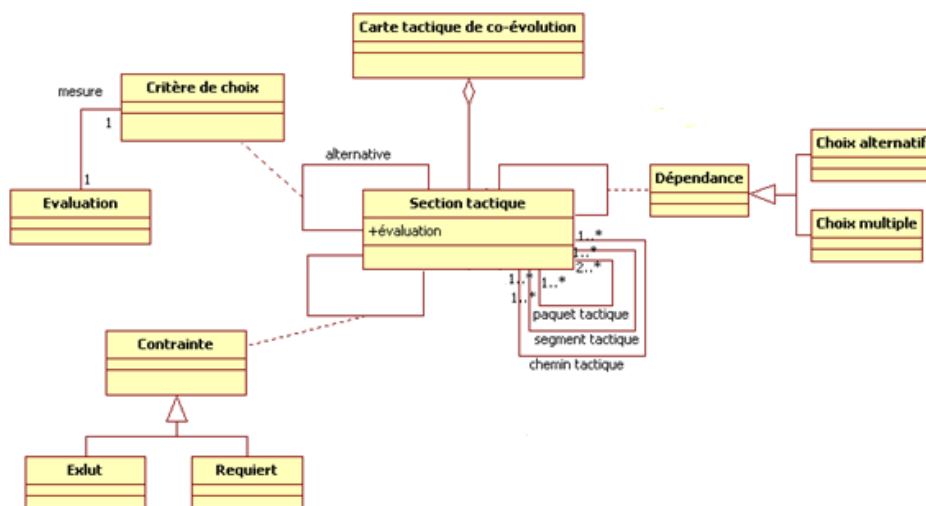 Carte tactique de co-évolution
mesure
Critère de choix
1
1
Evaluation
alternative
Section tactique
+évaluation
Dépendance
Choix alternatif
Choix multiple
1..*
1..*
2..*
1..*
1..*
1..*
paquet tactique
segment tactique
chemin tactique
Contrainte
Exlut
Requiert